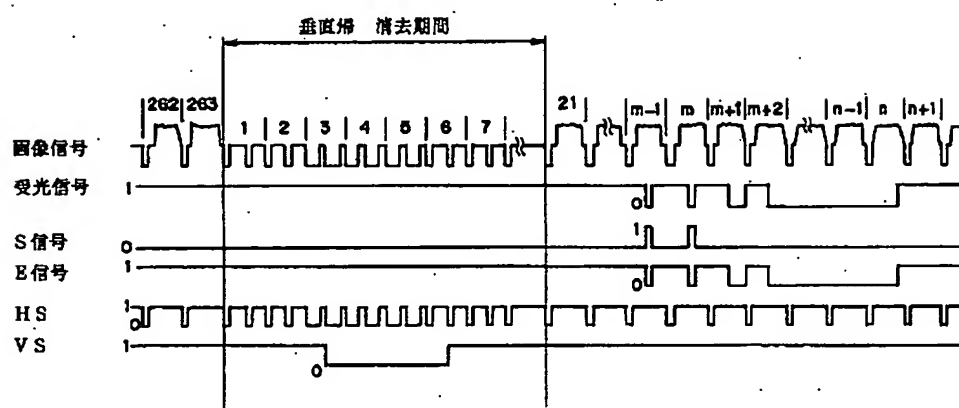 垂直帰 消去期間
262 263 1 2 3 4 5 6 7 21 m-1 m m+1 m+2 n-1 n n+1
画像信号
受光信号 1 0
S信号 0 1
E信号 1 0
HS 1 0
VS 1 0